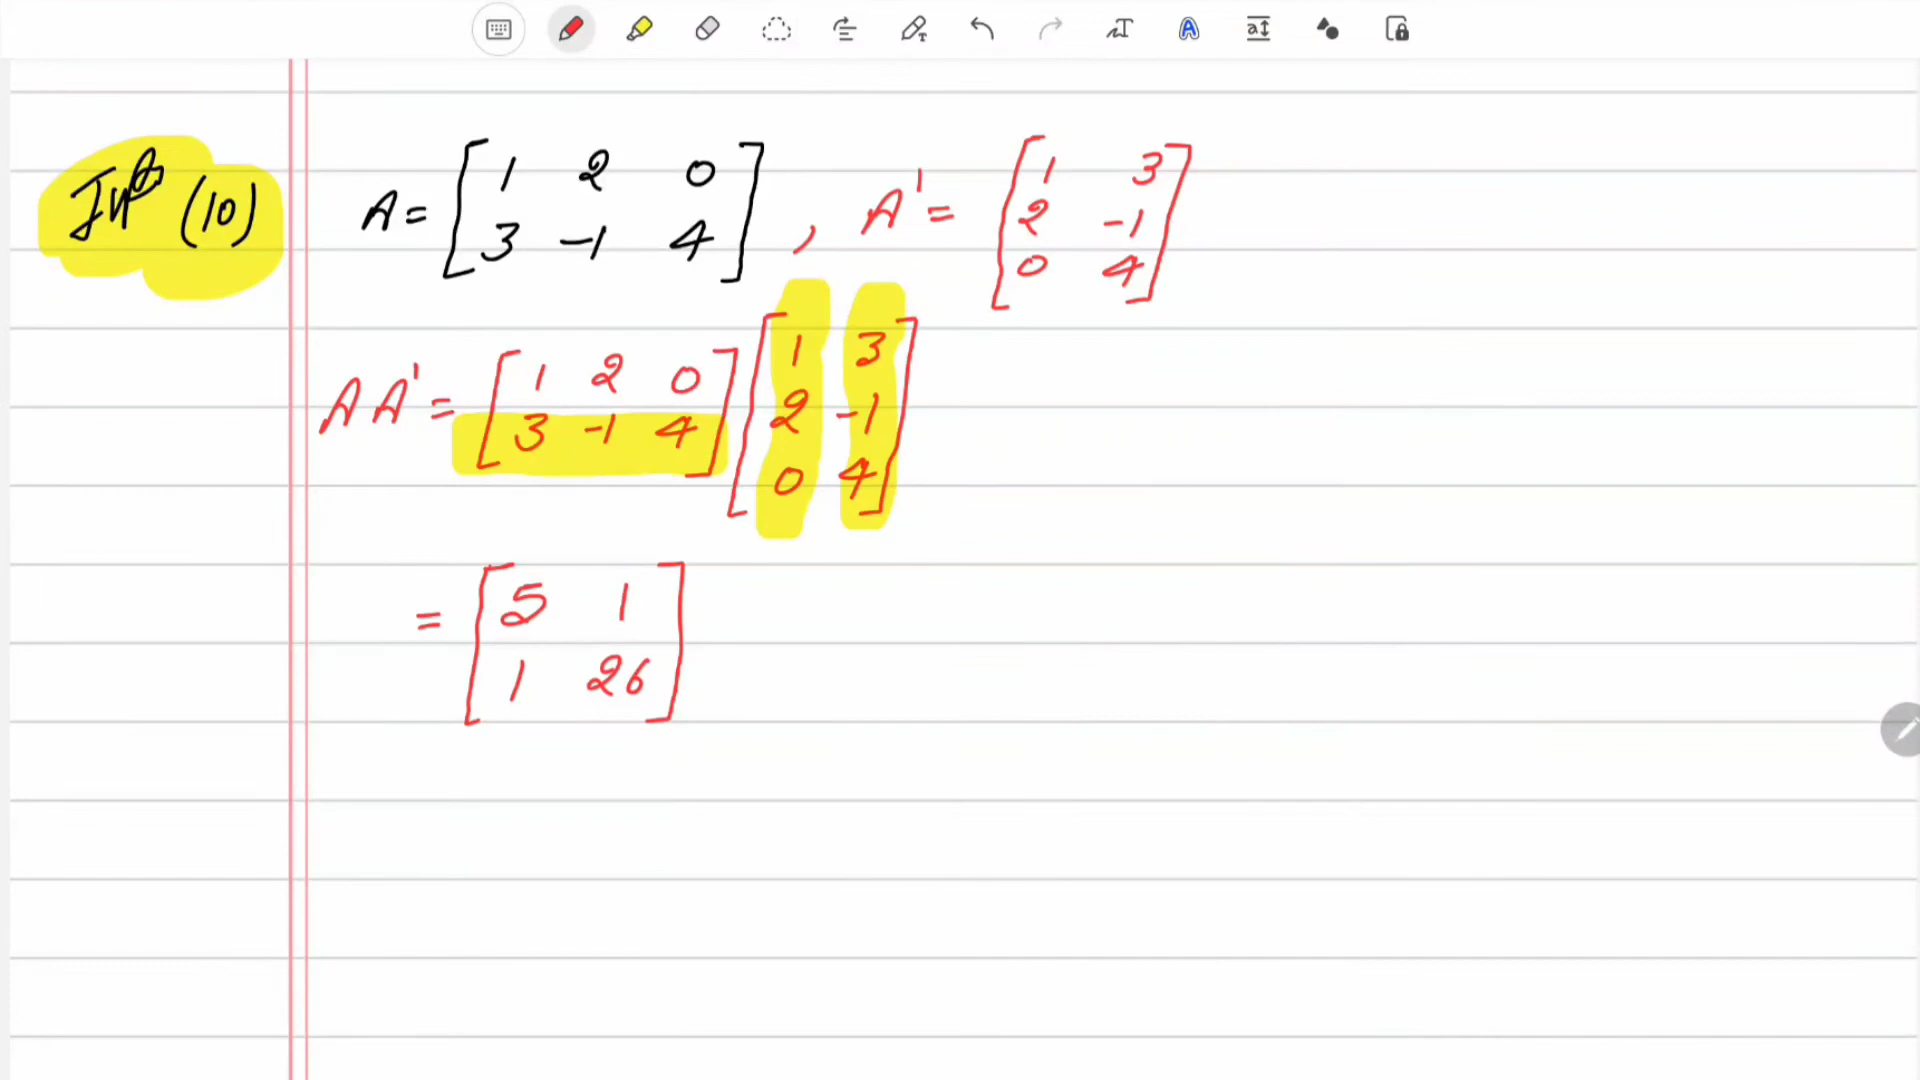 (10)
A = [ 1 2 0
3 -1 4 ] , A' = [ 1 3
2 -1
0 4 ]
AA' = [ 1 2 0
3 -1 4 ] [ 1 3
2 -1
0 4 ]
= [ 5 1
1 26 ]